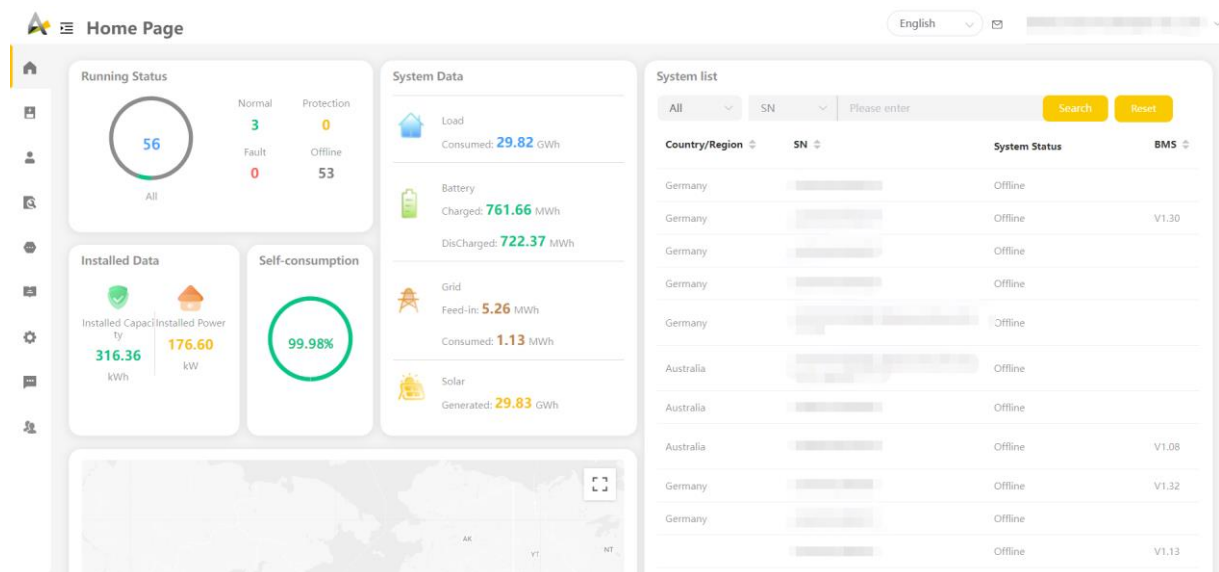 Home Page
English
Running Status
56
All
Normal
3
Protection
0
Fault
0
Offline
53
Installed Data
Installed Capaci
ty
316.36
kWh
Installed Power
176.60
kW
Self-consumption
99.98%
System Data
Load
Consumed: 29.82 GWh
Battery
Charged: 761.66 MWh
DisCharged: 722.37 MWh
Grid
Feed-in: 5.26 MWh
Consumed: 1.13 MWh
Solar
Generated: 29.83 GWh
AK
YT
NT
System list
All SN Please enter Search Reset
Country/Region SN System Status BMS
Germany Offline
Germany Offline V1.30
Germany Offline
Germany Offline
Germany Offline
Australia Offline
Australia Offline
Australia Offline V1.08
Germany Offline V1.32
Germany Offline
Offline V1.13